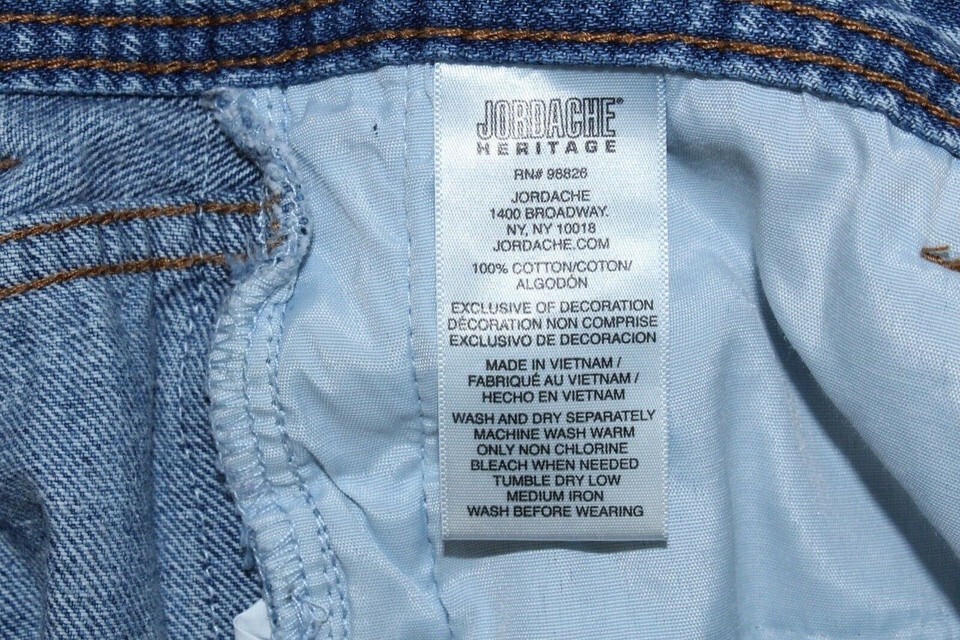 JORDACHE®
HERITAGE
RN# 98826
JORDACHE
1400 BROADWAY.
NY, NY 10018
JORDACHE.COM
100% COTTON/COTON/
ALGODÓN
EXCLUSIVE OF DECORATION
DÉCORATION NON COMPRISE
EXCLUSIVO DE DECORACION
MADE IN VIETNAM /
FABRIQUÉ AU VIETNAM /
HECHO EN VIETNAM
WASH AND DRY SEPARATELY
MACHINE WASH WARM
ONLY NON CHLORINE
BLEACH WHEN NEEDED
TUMBLE DRY LOW
MEDIUM IRON
WASH BEFORE WEARING